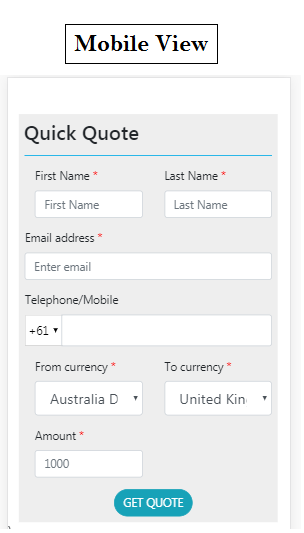 Mobile View
Quick Quote
First Name * Last Name *
First Name Last Name
Email address *
Enter email
Telephone/Mobile
+61
From currency * To currency *
Australia D United Kin
Amount *
1000
GET QUOTE